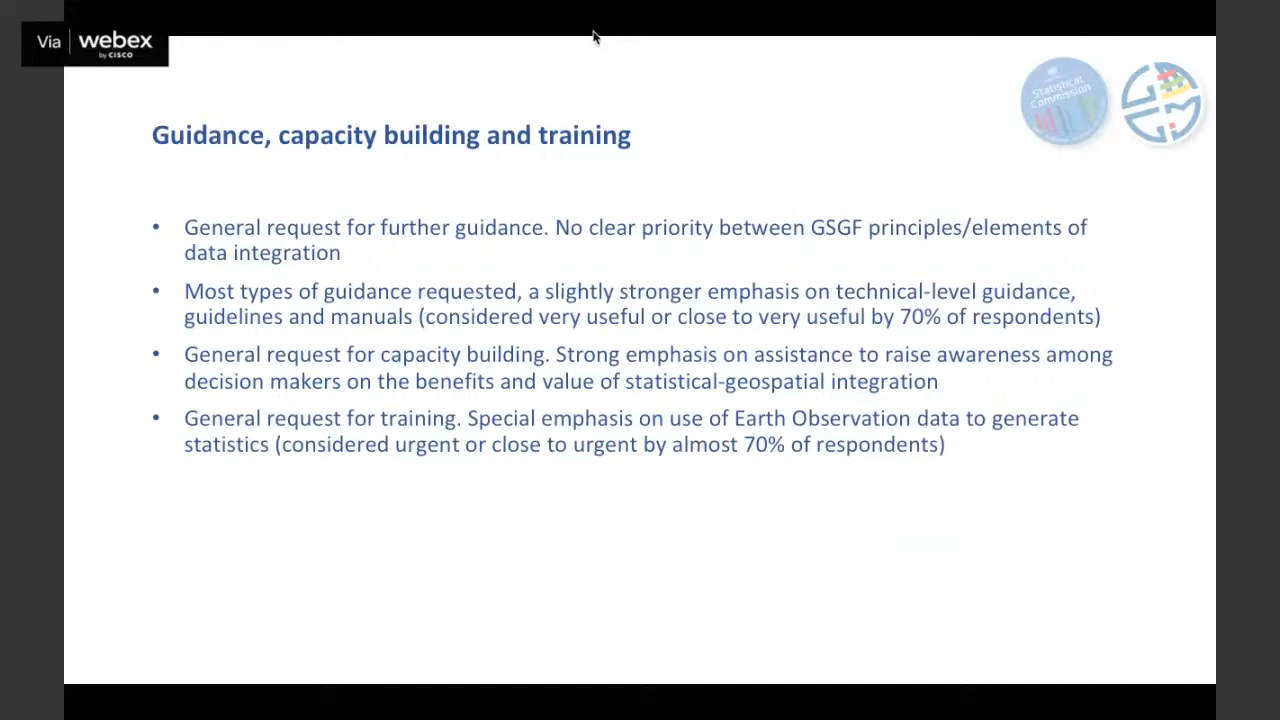 Via webex
by CISCO
Statistical
Commission
Guidance, capacity building and training
• General request for further guidance. No clear priority between GSGF principles/elements of
data integration
• Most types of guidance requested, a slightly stronger emphasis on technical-level guidance,
guidelines and manuals (considered very useful or close to very useful by 70% of respondents)
• General request for capacity building. Strong emphasis on assistance to raise awareness among
decision makers on the benefits and value of statistical-geospatial integration
• General request for training. Special emphasis on use of Earth Observation data to generate
statistics (considered urgent or close to urgent by almost 70% of respondents)